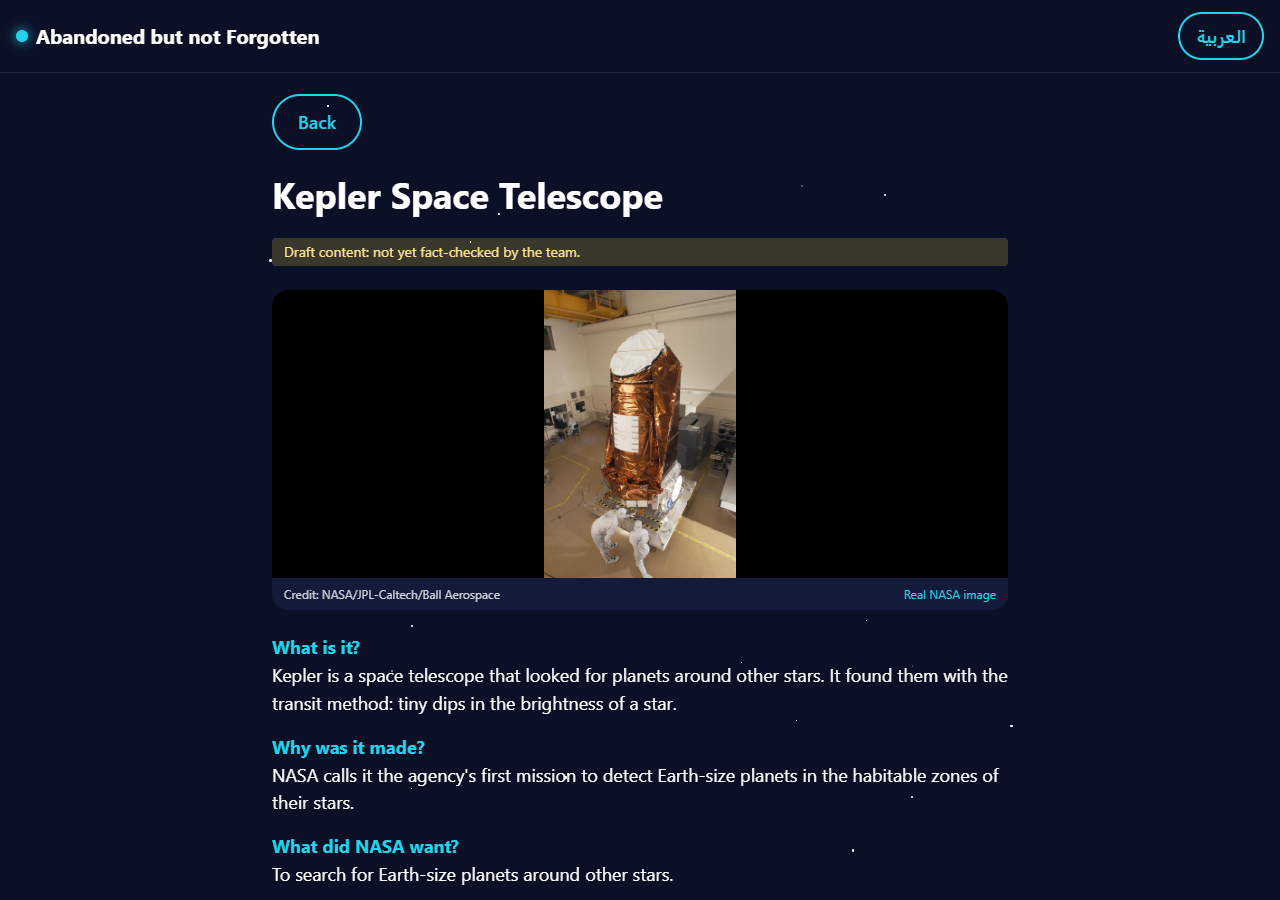 Abandoned but not Forgotten
العربية
Back
Kepler Space Telescope
Draft content: not yet fact-checked by the team.
Credit: NASA/JPL-Caltech/Ball Aerospace
Real NASA image
What is it?
Kepler is a space telescope that looked for planets around other stars. It found them with the
transit method: tiny dips in the brightness of a star.
Why was it made?
NASA calls it the agency's first mission to detect Earth-size planets in the habitable zones of
their stars.
What did NASA want?
To search for Earth-size planets around other stars.